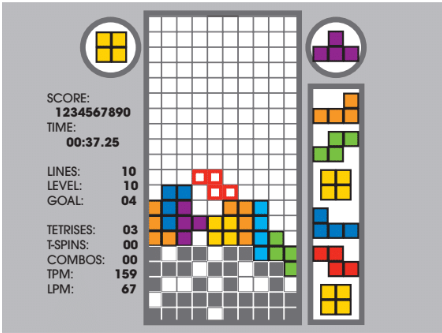 SCORE:
1234567890
TIME:
00:37.25
LINES: 10
LEVEL: 10
GOAL: 04
TETRISES: 03
T-SPINS: 00
COMBOS: 00
TPM: 159
LPM: 67